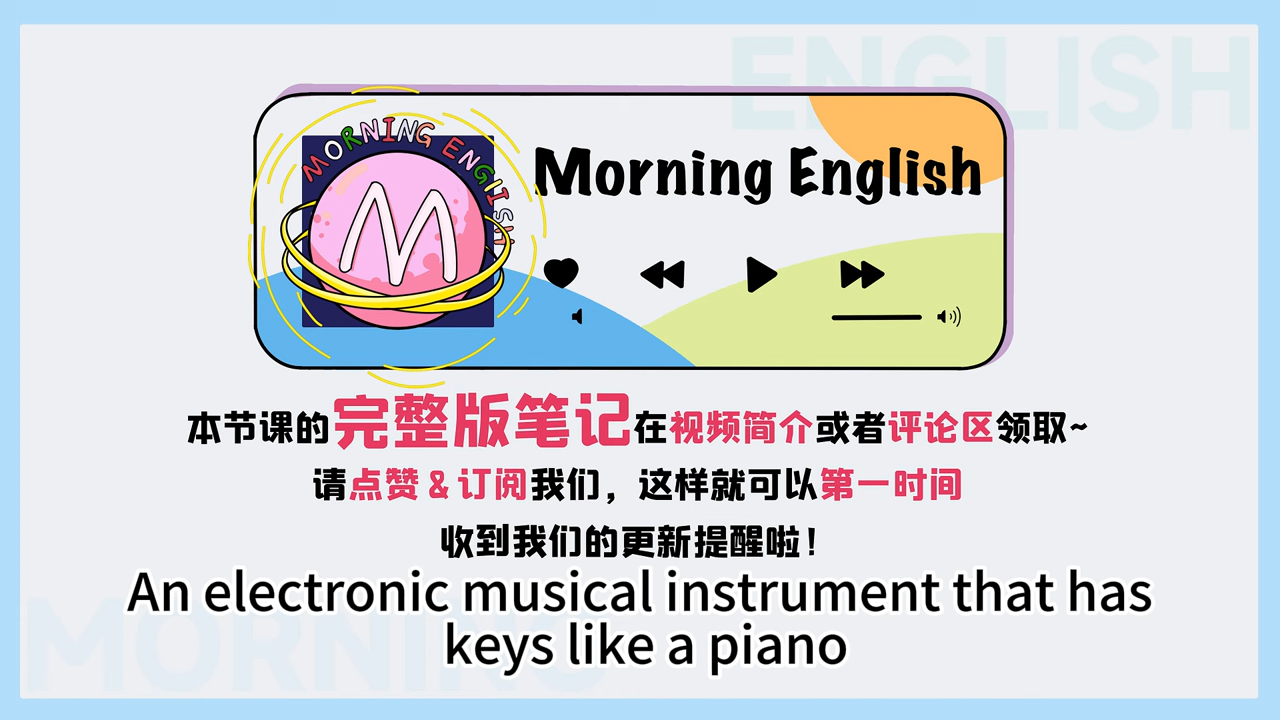 ENGLISH
MORNING ENGLISH
M
Morning English
本节课的完整版笔记在视频简介或者评论区领取~
请点赞&订阅我们，这样就可以第一时间
收到我们的更新提醒啦！
An electronic musical instrument that has
keys like a piano
MORNING